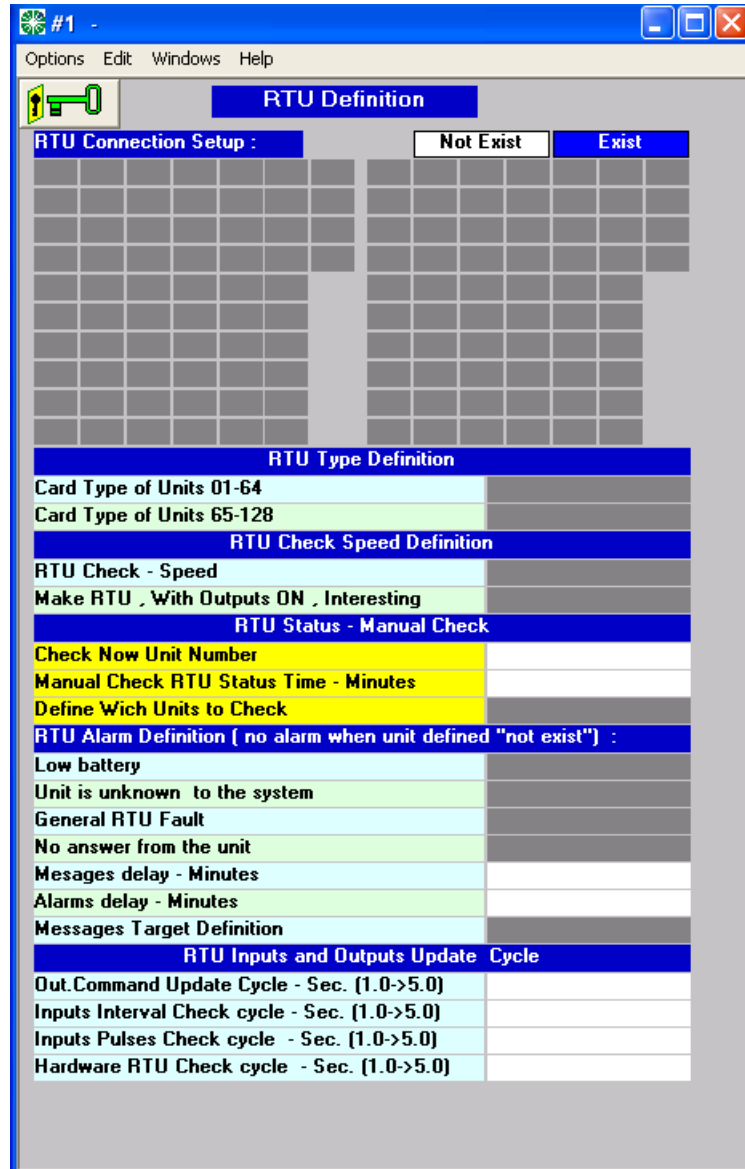 #1 -
Options Edit Windows Help
RTU Definition
RTU Connection Setup : Not Exist Exist
RTU Type Definition
Card Type of Units 01-64
Card Type of Units 65-128
RTU Check Speed Definition
RTU Check - Speed
Make RTU , With Outputs ON , Interesting
RTU Status - Manual Check
Check Now Unit Number
Manual Check RTU Status Time - Minutes
Define Wich Units to Check
RTU Alarm Definition ( no alarm when unit defined "not exist") :
Low battery
Unit is unknown to the system
General RTU Fault
No answer from the unit
Mesages delay - Minutes
Alarms delay - Minutes
Messages Target Definition
RTU Inputs and Outputs Update Cycle
Out.Command Update Cycle - Sec. (1.0->5.0)
Inputs Interval Check cycle - Sec. (1.0->5.0)
Inputs Pulses Check cycle - Sec. (1.0->5.0)
Hardware RTU Check cycle - Sec. (1.0->5.0)